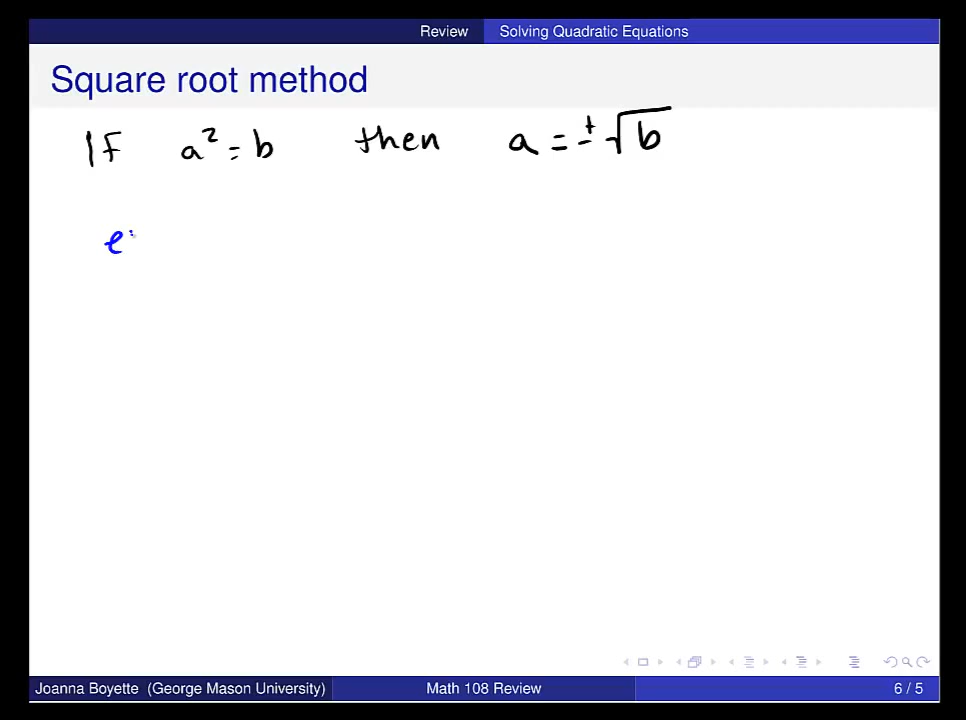 Review Solving Quadratic Equations
Square root method
If a² = b then a = ±√b
e
Joanna Boyette (George Mason University) Math 108 Review 6 / 5